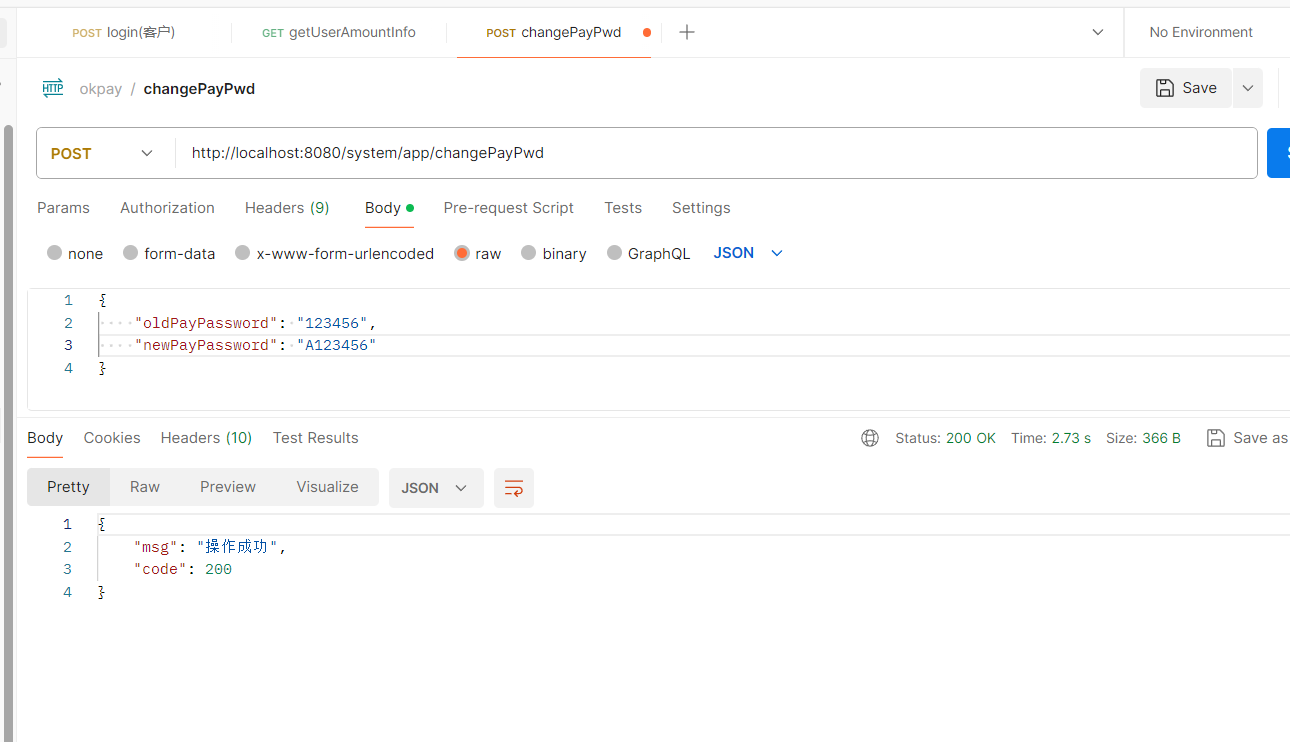 POST login(客户) GET getUserAmountInfo POST changePayPwd No Environment
HTTP okpay / changePayPwd Save
POST http://localhost:8080/system/app/changePayPwd
Params Authorization Headers (9) Body Pre-request Script Tests Settings
none form-data x-www-form-urlencoded raw binary GraphQL JSON
1 {
2 "oldPayPassword": "123456",
3 "newPayPassword": "A123456"
4 }
Body Cookies Headers (10) Test Results Status: 200 OK Time: 2.73 s Size: 366 B Save as
Pretty Raw Preview Visualize JSON
1 {
2 "msg": "操作成功",
3 "code": 200
4 }